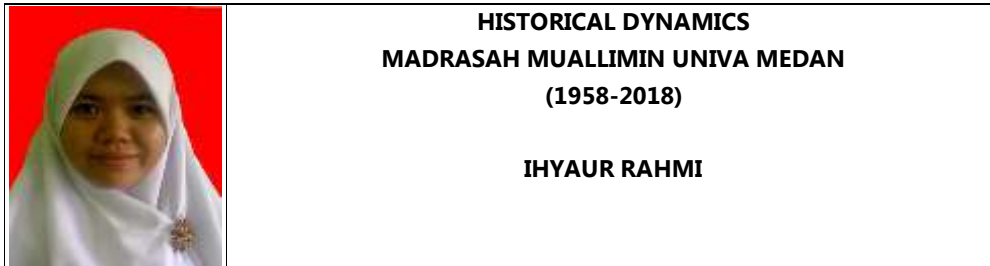 HISTORICAL DYNAMICS
MADRASAH MUALLIMIN UNIVA MEDAN
(1958-2018)
IHYAUR RAHMI